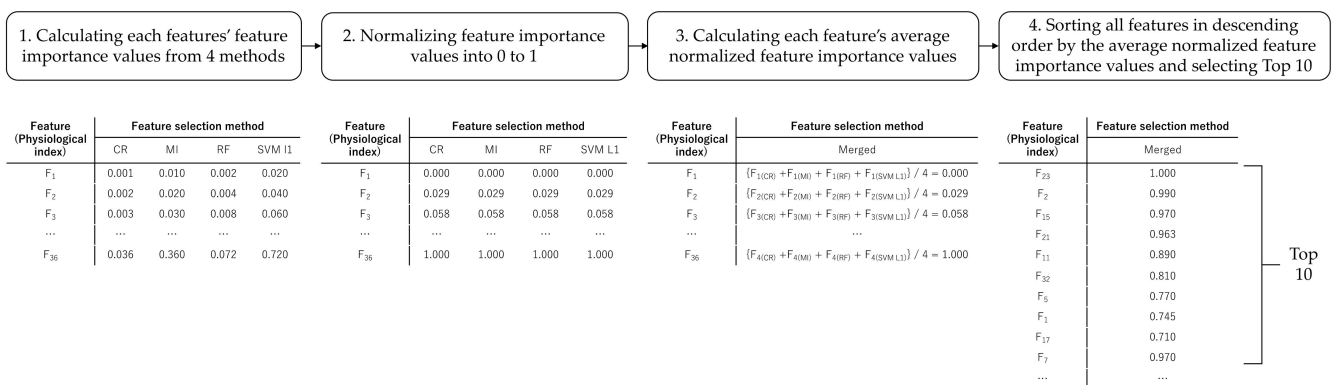 1. Calculating each features' feature
importance values from 4 methods
2. Normalizing feature importance
values into 0 to 1
3. Calculating each feature's average
normalized feature importance values
4. Sorting all features in descending
order by the average normalized feature
importance values and selecting Top 10
Feature
(Physiological
index)
Feature selection method
CR MI RF SVM l1
F1 0.001 0.010 0.002 0.020
F2 0.002 0.020 0.004 0.040
F3 0.003 0.030 0.008 0.060
... ... ... ... ...
F36 0.036 0.360 0.072 0.720
Feature
(Physiological
index)
Feature selection method
CR MI RF SVM L1
F1 0.000 0.000 0.000 0.000
F2 0.029 0.029 0.029 0.029
F3 0.058 0.058 0.058 0.058
... ... ... ... ...
F36 1.000 1.000 1.000 1.000
Feature
(Physiological
index)
Feature selection method
Merged
F1 {F1(CR) +F1(MI) + F1(RF) + F1(SVM L1)} / 4 = 0.000
F2 {F2(CR) +F2(MI) + F2(RF) + F2(SVM L1)} / 4 = 0.029
F3 {F3(CR) +F3(MI) + F3(RF) + F3(SVM L1)} / 4 = 0.058
... ...
F36 {F4(CR) +F4(MI) + F4(RF) + F4(SVM L1)} / 4 = 1.000
Feature
(Physiological
index)
Feature selection method
Merged
F23 1.000
F2 0.990
F15 0.970
F21 0.963
F11 0.890
F32 0.810
F5 0.770
F1 0.745
F17 0.710
F7 0.970
... ...
Top
10